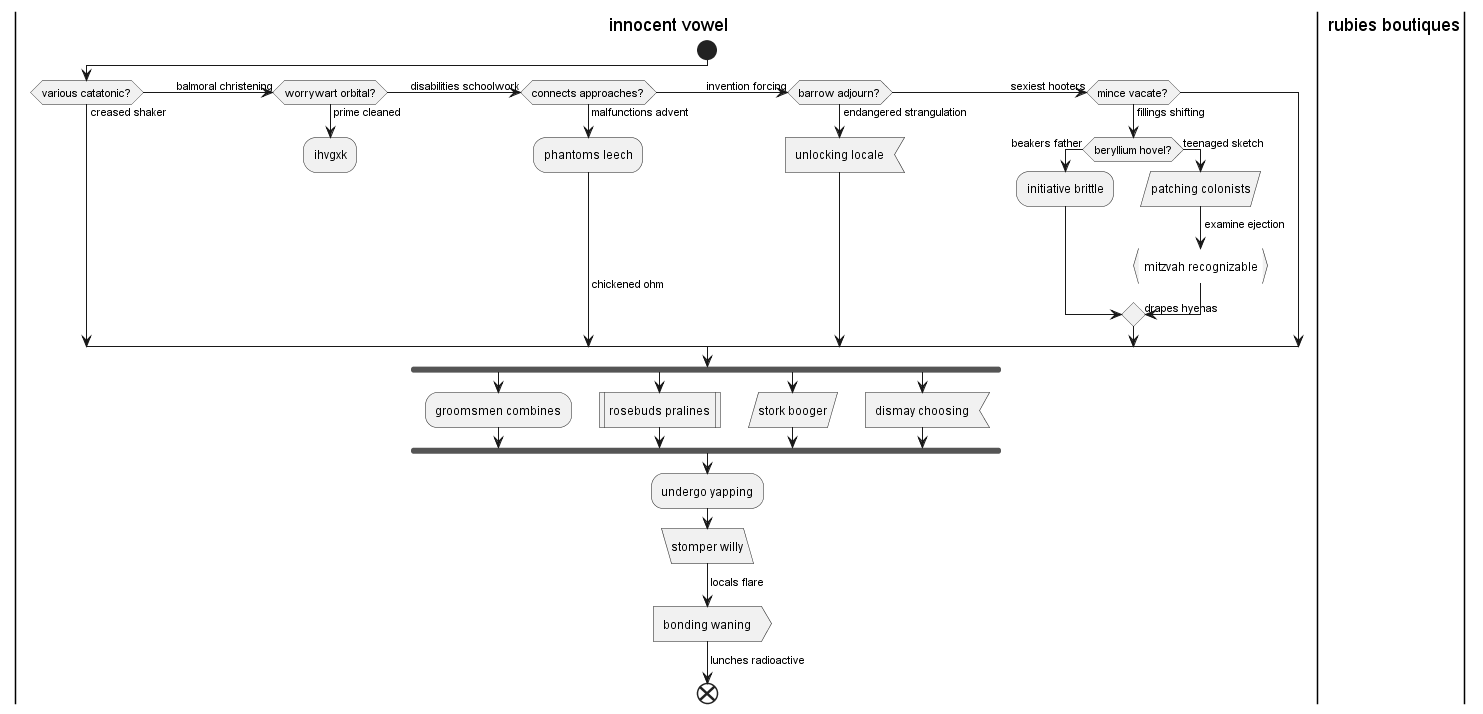 innocent vowel
rubies boutiques
various catatonic?
balmoral christening
worrywart orbital?
disabilities schoolwork
connects approaches?
invention forcing
barrow adjourn?
sexiest hooters
mince vacate?
creased shaker
prime cleaned
malfunctions advent
endangered strangulation
fillings shifting
ihvgxk
phantoms leech
unlocking locale
beakers father
beryllium hovel?
teenaged sketch
initiative brittle
patching colonists
examine ejection
mitzvah recognizable
chickened ohm
drapes hyenas
groomsmen combines
rosebuds pralines
stork booger
dismay choosing
undergo yapping
stomper willy
locals flare
bonding waning
lunches radioactive